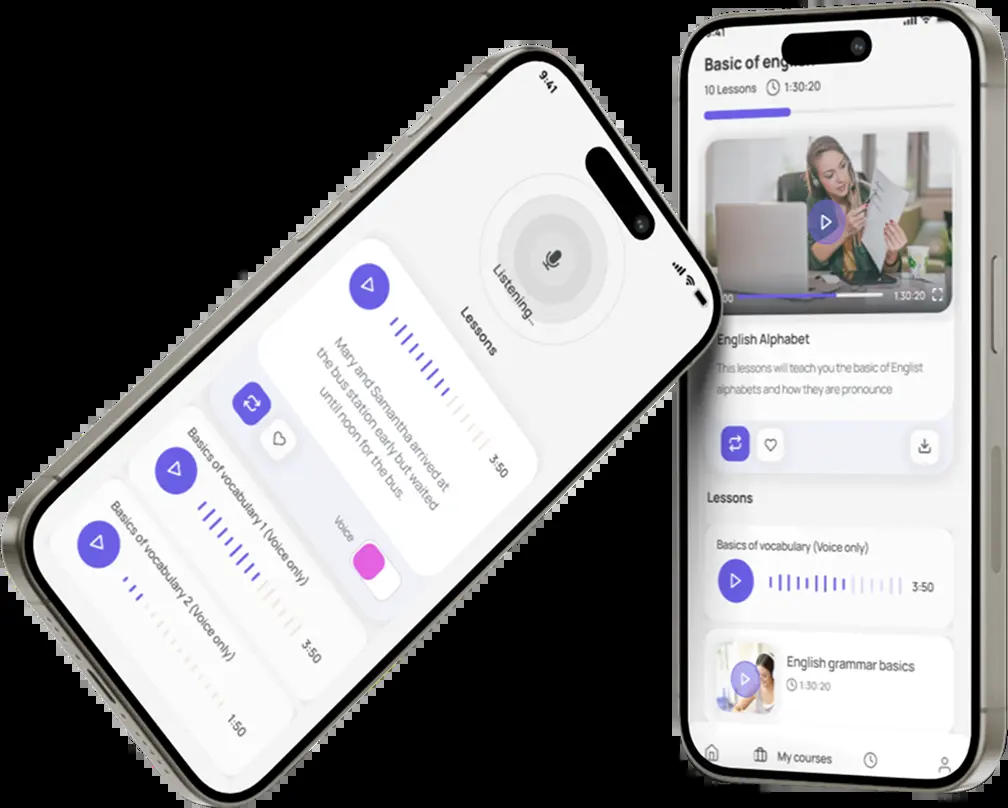 9:41
Listening...
Lessons
3:50
Mary and Samantha arrived at
the bus station early but waited
until noon for the bus.
Voice
Basics of vocabulary 1 (Voice only)
3:50
Basics of vocabulary 2 (Voice only)
1:50
9:41
Basic of english
10 Lessons 1:30:20
00 1:30:20
English Alphabet
This lessons will teach you the basic of Englist
alphabets and how they are pronounce
Lessons
Basics of vocabulary (Voice only)
3:50
English grammar basics
1:30:20
My courses